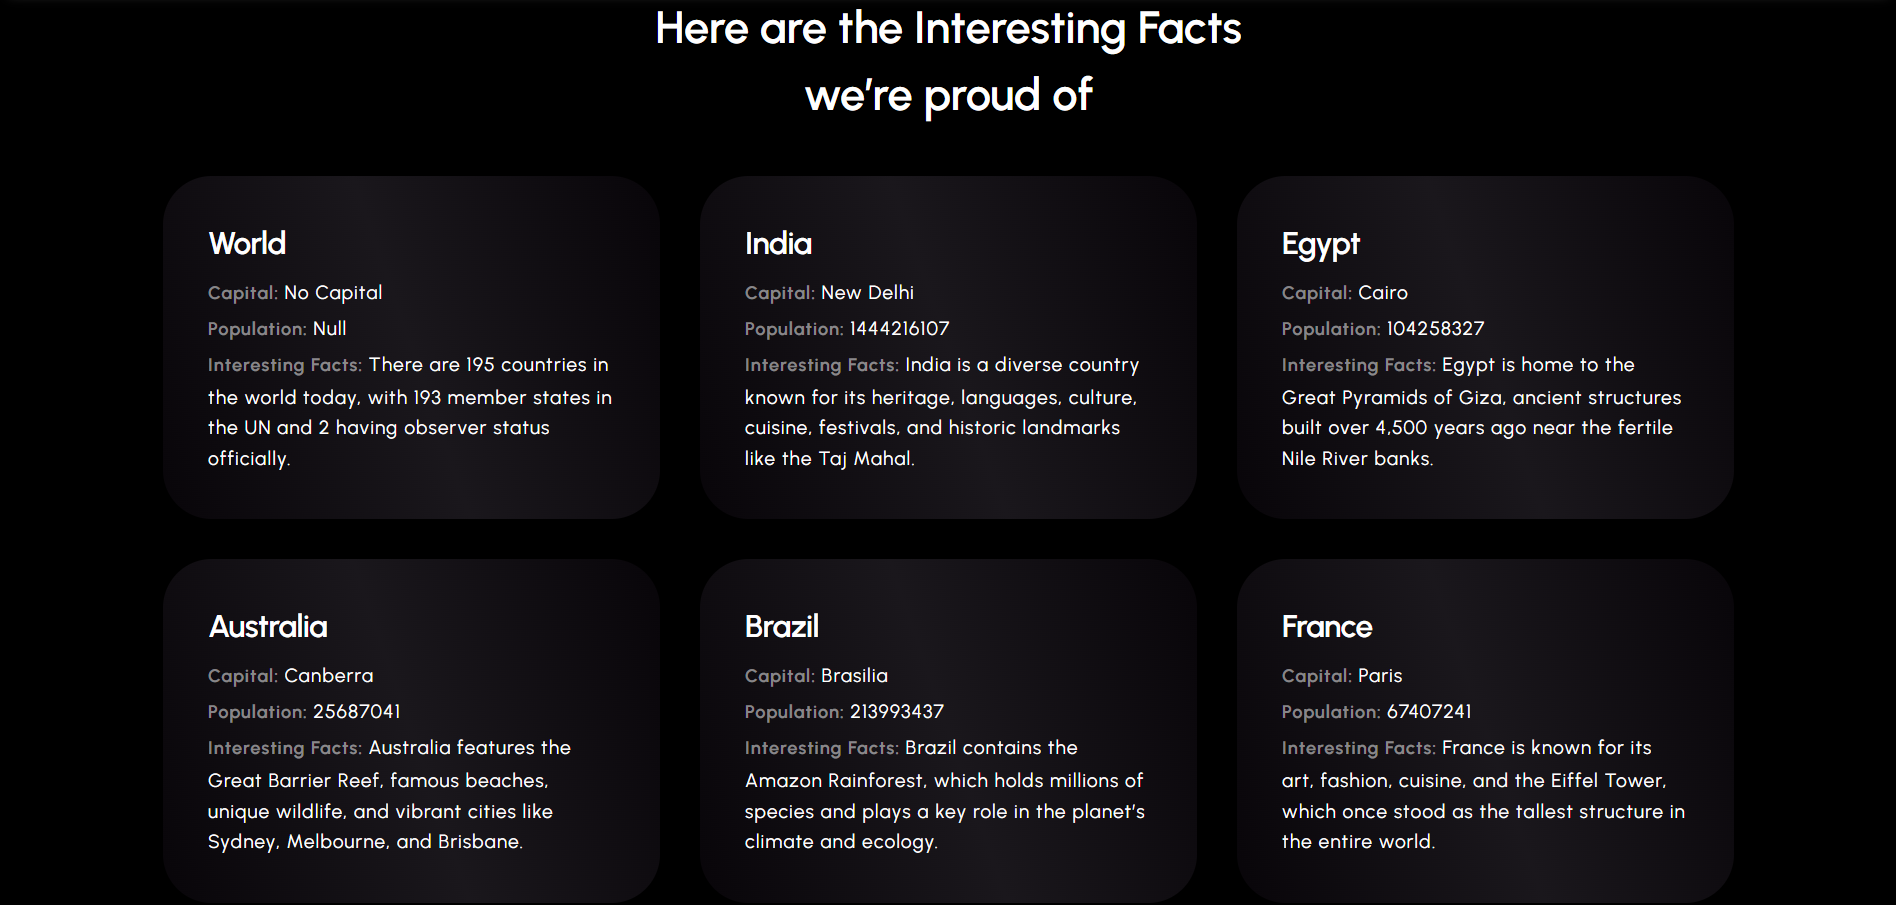 Here are the Interesting Facts
we're proud of
World
Capital: No Capital
Population: Null
Interesting Facts: There are 195 countries in
the world today, with 193 member states in
the UN and 2 having observer status
officially.
India
Capital: New Delhi
Population: 1444216107
Interesting Facts: India is a diverse country
known for its heritage, languages, culture,
cuisine, festivals, and historic landmarks
like the Taj Mahal.
Egypt
Capital: Cairo
Population: 104258327
Interesting Facts: Egypt is home to the
Great Pyramids of Giza, ancient structures
built over 4,500 years ago near the fertile
Nile River banks.
Australia
Capital: Canberra
Population: 25687041
Interesting Facts: Australia features the
Great Barrier Reef, famous beaches,
unique wildlife, and vibrant cities like
Sydney, Melbourne, and Brisbane.
Brazil
Capital: Brasilia
Population: 213993437
Interesting Facts: Brazil contains the
Amazon Rainforest, which holds millions of
species and plays a key role in the planet's
climate and ecology.
France
Capital: Paris
Population: 67407241
Interesting Facts: France is known for its
art, fashion, cuisine, and the Eiffel Tower,
which once stood as the tallest structure in
the entire world.